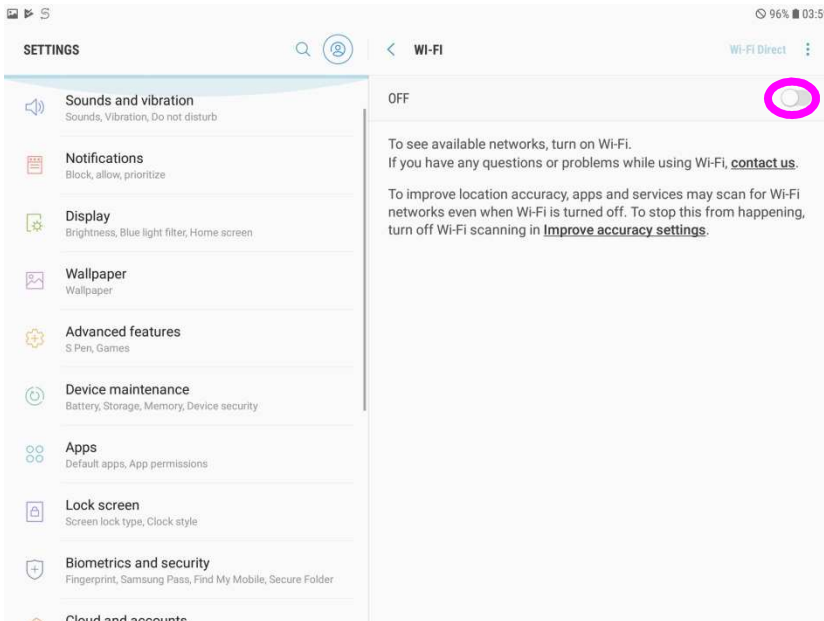 96% 03:5
SETTINGS
Sounds and vibration
Sounds, Vibration, Do not disturb
Notifications
Block, allow, prioritize
Display
Brightness, Blue light filter, Home screen
Wallpaper
Wallpaper
Advanced features
S Pen, Games
Device maintenance
Battery, Storage, Memory, Device security
Apps
Default apps, App permissions
Lock screen
Screen lock type, Clock style
Biometrics and security
Fingerprint, Samsung Pass, Find My Mobile, Secure Folder
Cloud and accounts
WI-FI
Wi-Fi Direct
OFF
To see available networks, turn on Wi-Fi.
If you have any questions or problems while using Wi-Fi, contact us.
To improve location accuracy, apps and services may scan for Wi-Fi
networks even when Wi-Fi is turned off. To stop this from happening,
turn off Wi-Fi scanning in Improve accuracy settings.